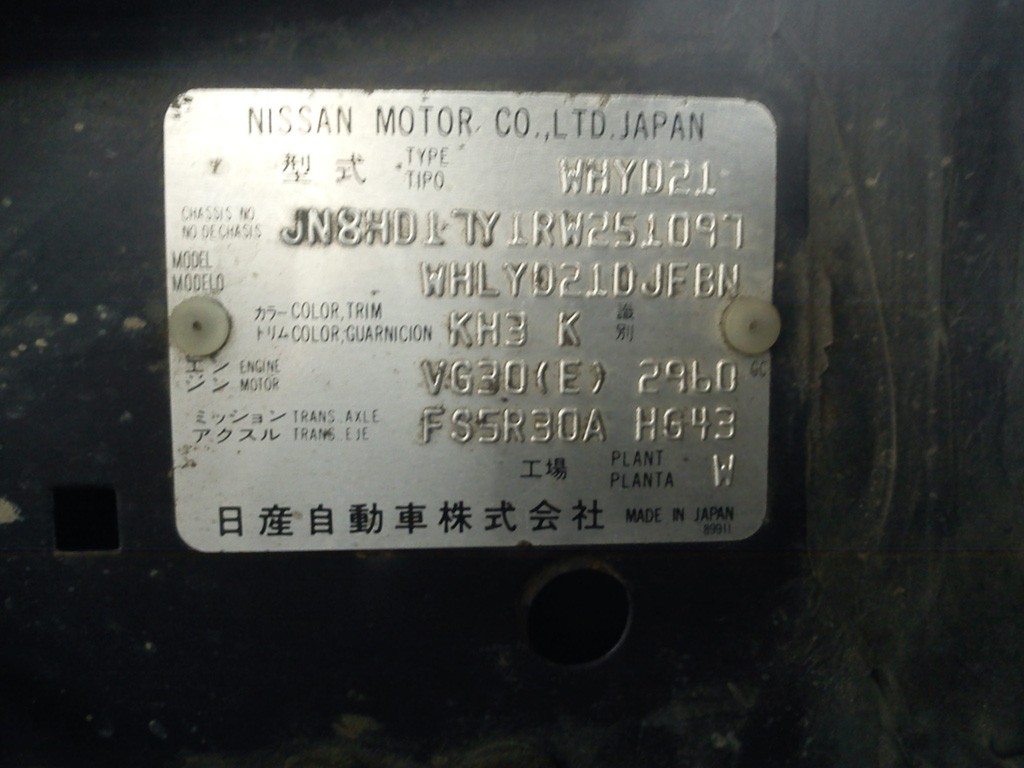 NISSAN MOTOR CO.,LTD.JAPAN
型式 TYPE TIPO WHYD21
CHASSIS NO NO DE CHASIS JN8HD17Y1RW251097
MODEL MODELO WHLYD21DJFBN
カラー COLOR,TRIM トリム COLOR,GUARNICION KH3 K 識別
エンジン ENGINE MOTOR VG30(E) 2960 CC
ミッション TRANS.AXLE アクスル TRANS.EJE FS5R30A HG43
工場 PLANT PLANTA W
日産自動車株式会社 MADE IN JAPAN
89911